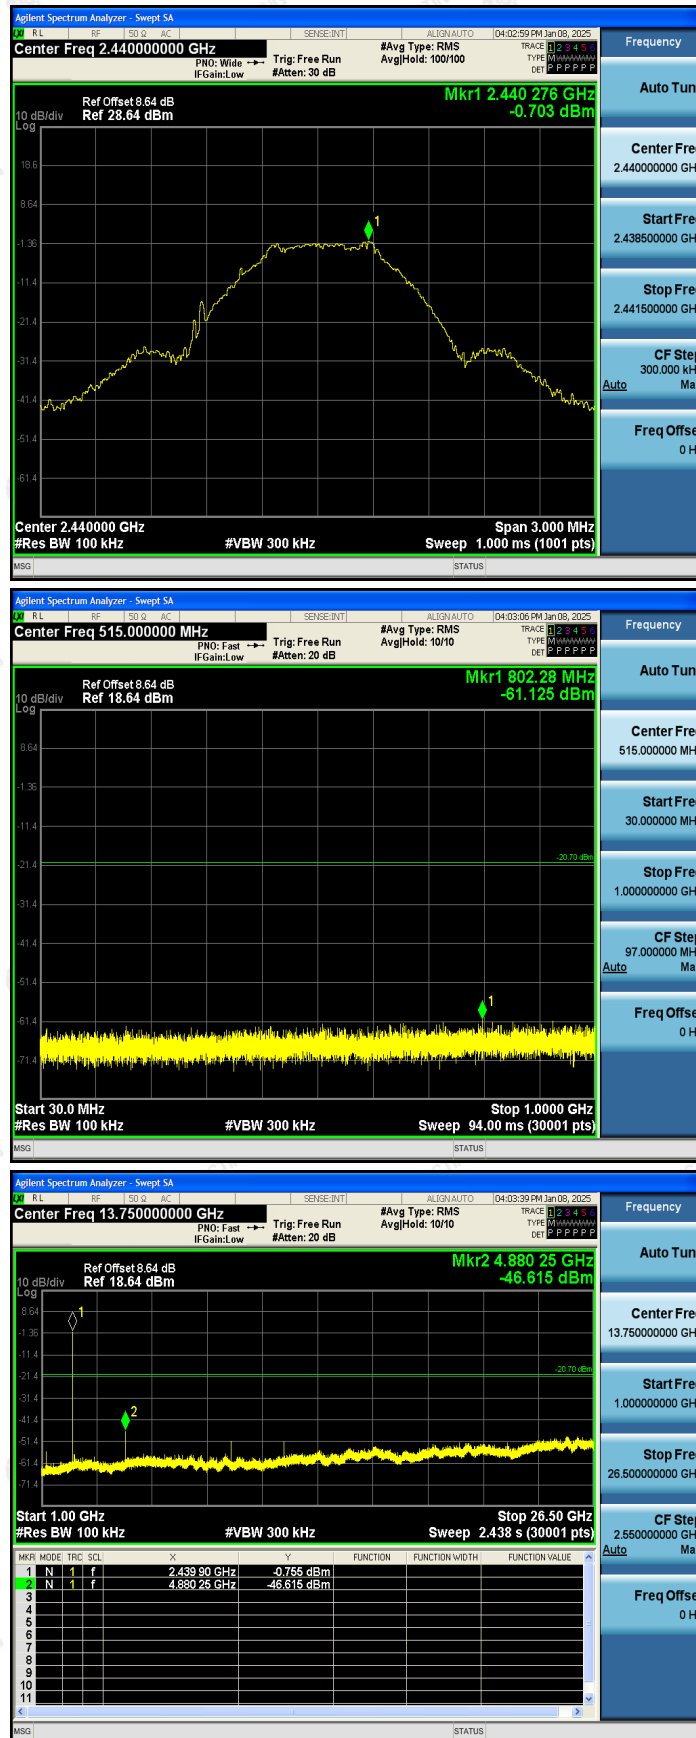 Agilent Spectrum Analyzer - Swept SA
LXI RL RF 50 Ω AC SENSE:INT ALIGNAUTO 04:02:59 PM Jan 08, 2025
Center Freq 2.440000000 GHz #Avg Type: RMS TRACE 1 2 3 4 5 6
PNO: Wide Trig: Free Run Avg|Hold: 100/100 TYPE MWWWWW
IFGain:Low #Atten: 30 dB DET P P P P P P
Mkr1 2.440 276 GHz
-0.703 dBm
Ref Offset 8.64 dB
10 dB/div Ref 28.64 dBm
Log
18.6
8.64
-1.36
-11.4
-21.4
-31.4
-41.4
-51.4
-61.4
1
Center 2.440000 GHz Span 3.000 MHz
#Res BW 100 kHz #VBW 300 kHz Sweep 1.000 ms (1001 pts)
MSG STATUS
Frequency
Auto Tun
Center Fre
2.440000000 GH
Start Fre
2.438500000 GH
Stop Fre
2.441500000 GH
CF Ste
300.000 kH
Auto Ma
Freq Offse
0 H
Agilent Spectrum Analyzer - Swept SA
LXI RL RF 50 Ω AC SENSE:INT ALIGNAUTO 04:03:06 PM Jan 08, 2025
Center Freq 515.000000 MHz #Avg Type: RMS TRACE 1 2 3 4 5 6
PNO: Fast Trig: Free Run Avg|Hold: 10/10 TYPE MWWWWW
IFGain:Low #Atten: 20 dB DET P P P P P P
Mkr1 802.28 MHz
-61.125 dBm
Ref Offset 8.64 dB
10 dB/div Ref 18.64 dBm
Log
8.64
-1.36
-11.4
-21.4
-31.4
-41.4
-51.4
-61.4
-71.4
-20.70 dBm
1
Start 30.0 MHz Stop 1.0000 GHz
#Res BW 100 kHz #VBW 300 kHz Sweep 94.00 ms (30001 pts)
MSG STATUS
Frequency
Auto Tun
Center Fre
515.000000 MH
Start Fre
30.000000 MH
Stop Fre
1.000000000 GH
CF Ste
97.000000 MH
Auto Ma
Freq Offse
0 H
Agilent Spectrum Analyzer - Swept SA
LXI RL RF 50 Ω AC SENSE:INT ALIGNAUTO 04:03:39 PM Jan 08, 2025
Center Freq 13.750000000 GHz #Avg Type: RMS TRACE 1 2 3 4 5 6
PNO: Fast Trig: Free Run Avg|Hold: 10/10 TYPE MWWWWW
IFGain:Low #Atten: 20 dB DET P P P P P P
Mkr2 4.880 25 GHz
-46.615 dBm
Ref Offset 8.64 dB
10 dB/div Ref 18.64 dBm
Log
8.64
-1.36
-11.4
-21.4
-31.4
-41.4
-51.4
-61.4
-71.4
1
-20.70 dBm
2
Start 1.00 GHz Stop 26.50 GHz
#Res BW 100 kHz #VBW 300 kHz Sweep 2.438 s (30001 pts)
MKR MODE TRC SCL X Y FUNCTION FUNCTION WIDTH FUNCTION VALUE
1 N 1 f 2.439 90 GHz -0.755 dBm
2 N 1 f 4.880 25 GHz -46.615 dBm
3
4
5
6
7
8
9
10
11
MSG STATUS
Frequency
Auto Tun
Center Fre
13.750000000 GH
Start Fre
1.000000000 GH
Stop Fre
26.500000000 GH
CF Ste
2.550000000 GH
Auto Ma
Freq Offse
0 H